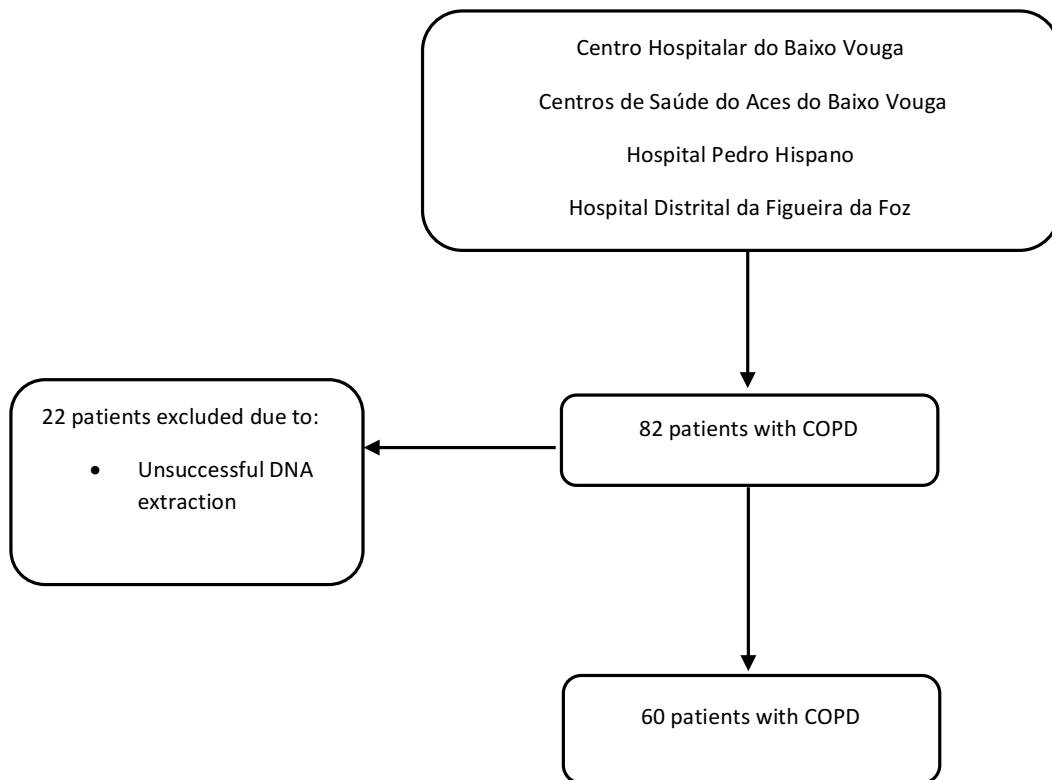 Centro Hospitalar do Baixo Vouga
Centros de Saúde do Aces do Baixo Vouga
Hospital Pedro Hispano
Hospital Distrital da Figueira da Foz
22 patients excluded due to:
• Unsuccessful DNA
extraction
82 patients with COPD
60 patients with COPD